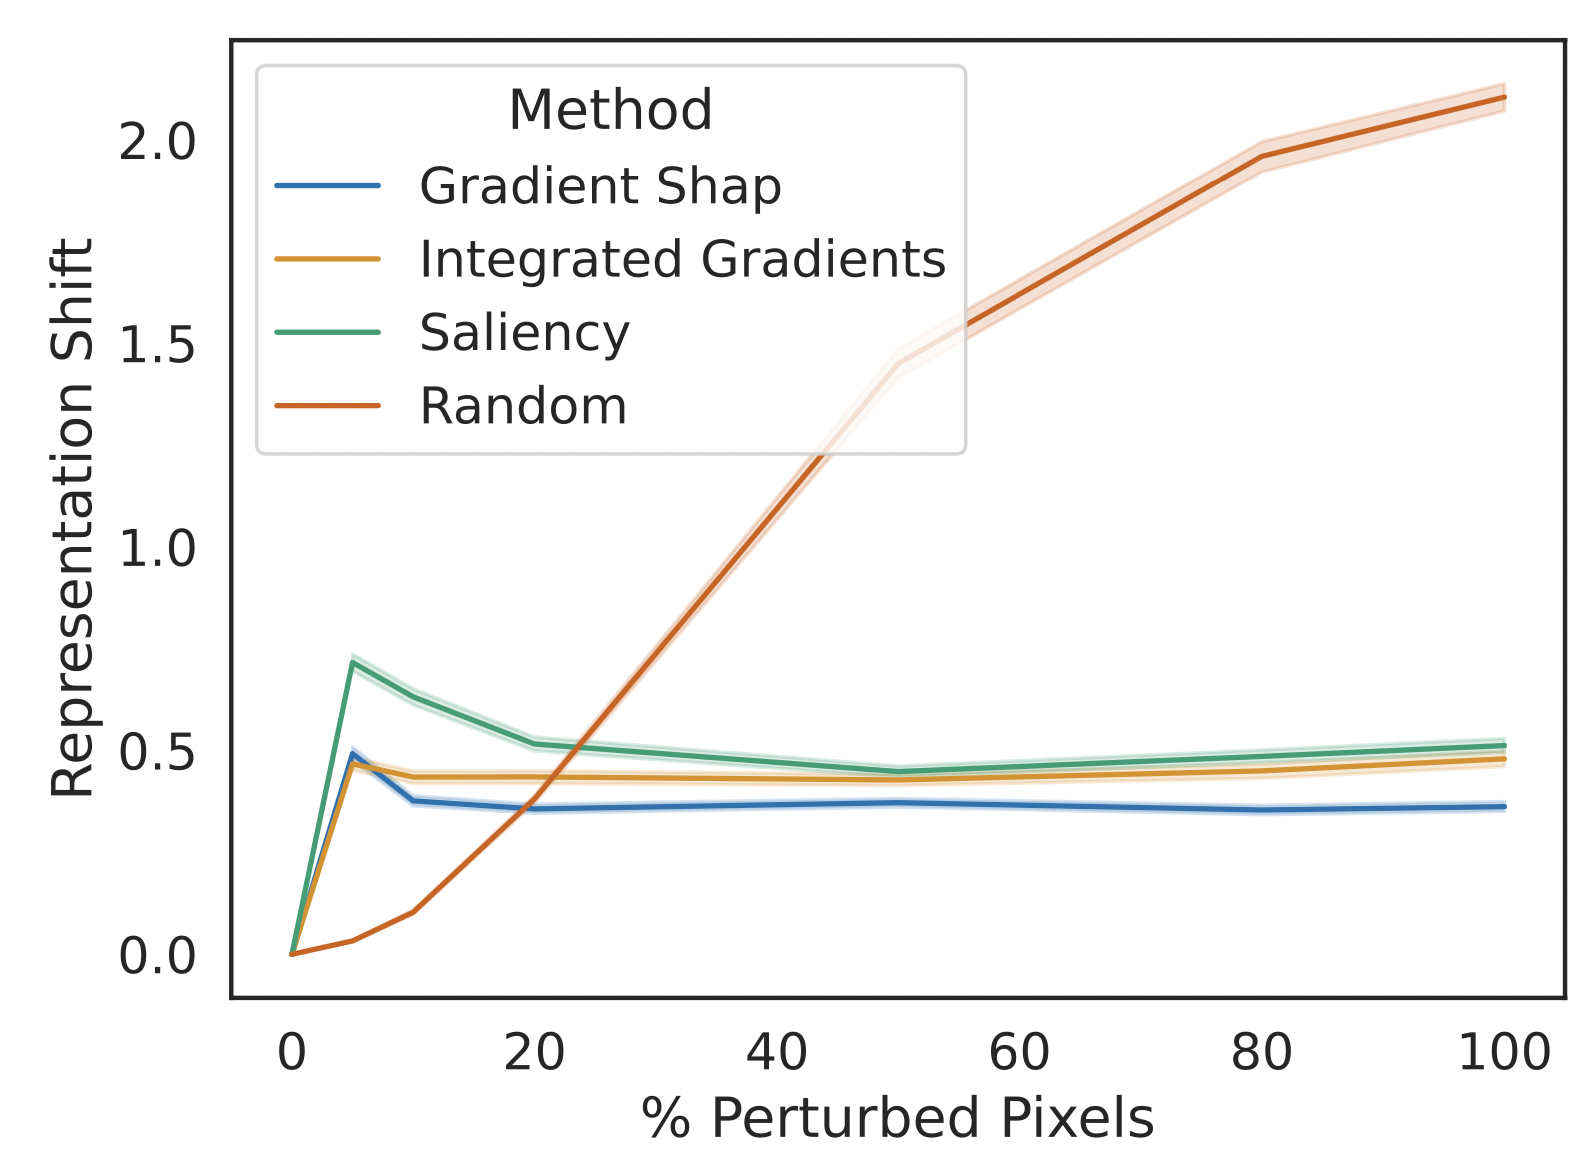 Method
Gradient Shap
Integrated Gradients
Saliency
Random
Representation Shift
2.0
1.5
1.0
0.5
0.0
0 20 40 60 80 100
% Perturbed Pixels